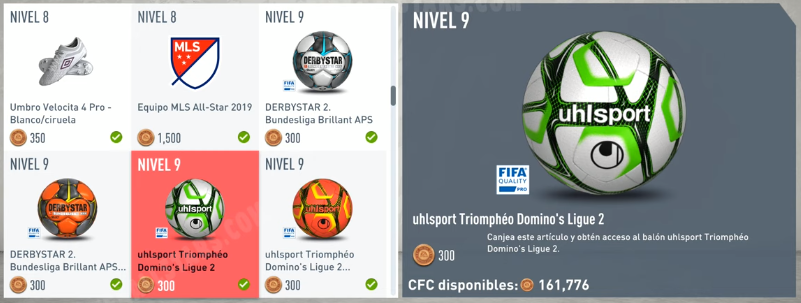 NIVEL 8
Umbro Velocita 4 Pro -
Blanco/ciruela
350
NIVEL 8
MLS
Equipo MLS All-Star 2019
1,500
NIVEL 9
DERBYSTAR
FIFA
DERBYSTAR 2.
Bundesliga Brillant APS
300
NIVEL 9
DERBYSTAR
FIFA
DERBYSTAR 2.
Bundesliga Brillant APS...
300
NIVEL 9
uhlsport
FIFA
uhlsport Triomphéo
Domino's Ligue 2
300
NIVEL 9
uhlsport
FIFA
uhlsport Triomphéo
Domino's Ligue 2...
300
NIVEL 9
uhlsport
FIFA
QUALITY
PRO
uhlsport Triomphéo Domino's Ligue 2
Canjea este artículo y obtén acceso al balón uhlsport Triomphéo
Domino's Ligue 2.
300
CFC disponibles: 161,776